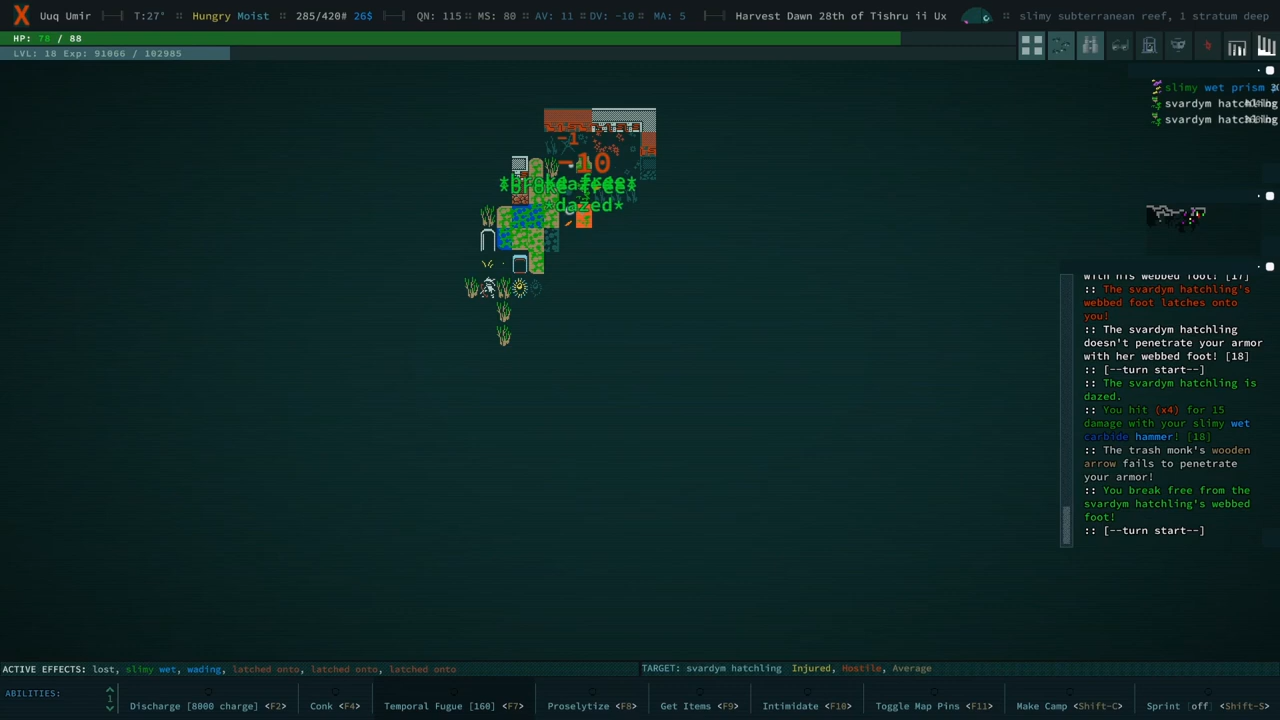 Uuq Umir T:27° :: Hungry Moist :: 285/420# 26$ QN: 115 :: MS: 80 :: AV: 11 :: DV: -10 :: MA: 5 Harvest Dawn 28th of Tishru ii Ux :: slimy subterranean reef, 1 stratum deep
HP: 78 / 88
LVL: 18 Exp: 91066 / 102985
slimy wet prism
svardym hatchling
svardym hatchling
-1
-10
*broke free*
*dazed*
with his webbed foot! [17]
:: The svardym hatchling's
webbed foot latches onto
you!
:: The svardym hatchling
doesn't penetrate your armor
with her webbed foot! [18]
:: [--turn start--]
:: The svardym hatchling is
dazed.
:: You hit (x4) for 15
damage with your slimy wet
carbide hammer! [18]
:: The trash monk's wooden
arrow fails to penetrate
your armor!
:: You break free from the
svardym hatchling's webbed
foot!
:: [--turn start--]
ACTIVE EFFECTS: lost, slimy wet, wading, latched onto, latched onto, latched onto
TARGET: svardym hatchling Injured, Hostile, Average
ABILITIES: 1 Discharge [8000 charge] <F2> Conk <F4> Temporal Fugue [160] <F7> Proselytize <F8> Get Items <F9> Intimidate <F10> Toggle Map Pins <F11> Make Camp <Shift-C> Sprint [off] <Shift-S>